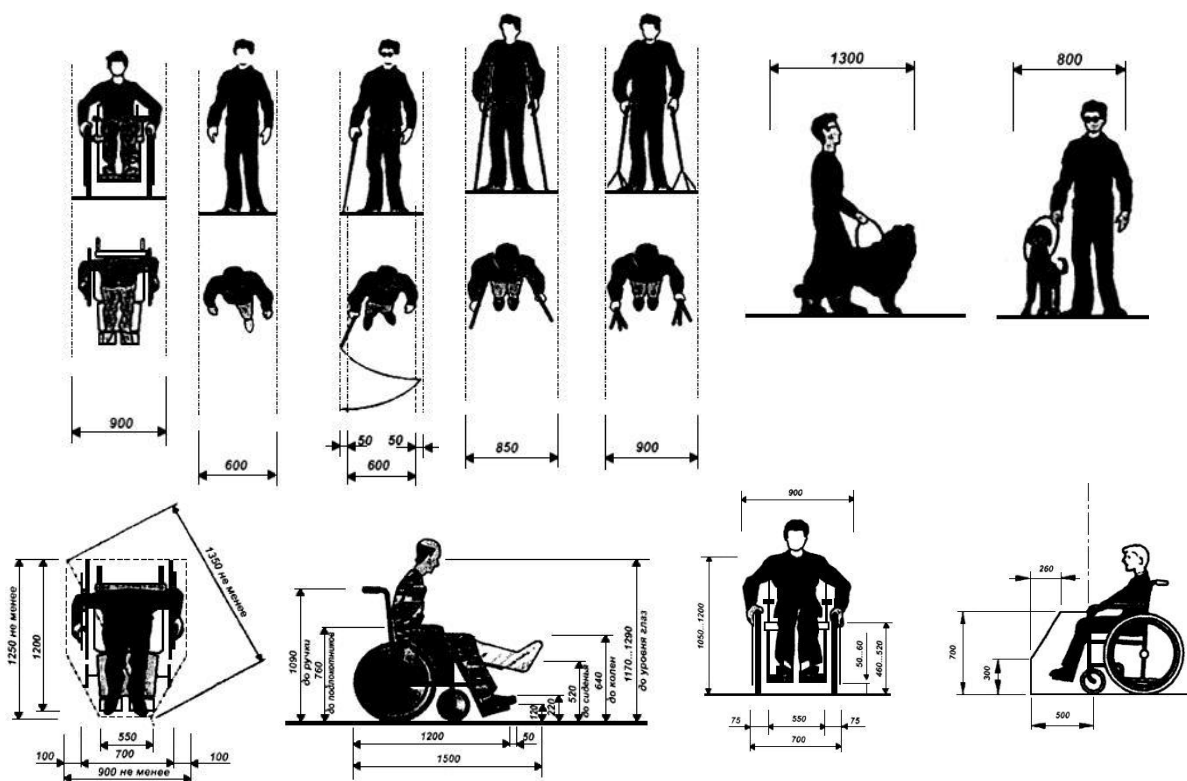 1300
800
900
600
50 50
600
850
900
1350 не менее
1250 не менее
1200
550
100 700 100
900 не менее
1090
до ручки
760
до подлокотников
1200
50
1500
120
220
520
до сиденья
640
до колен
1170...1290
до уровня глаз
900
1050...1200
50...60
460...520
75 550 75
700
260
700
300
500